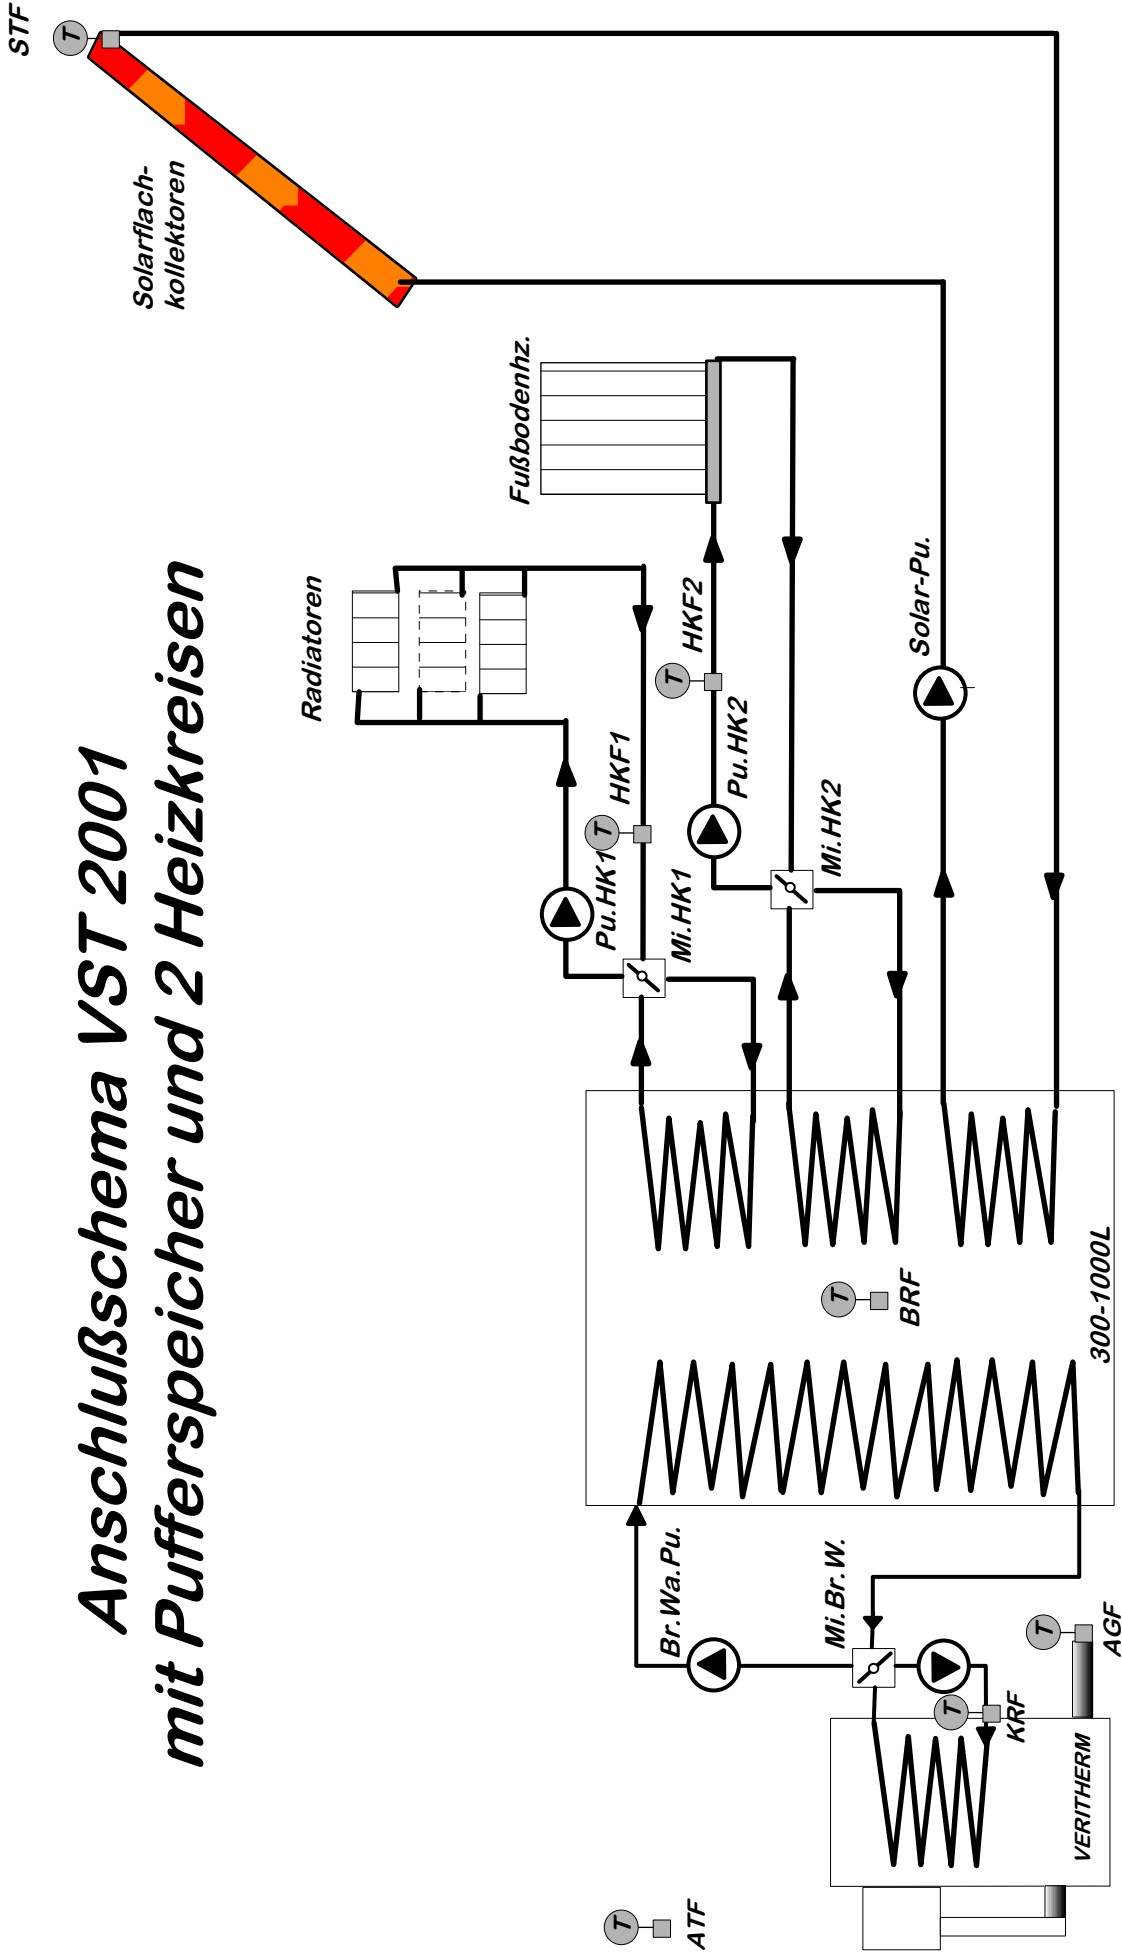 Anschlußschema VST 2001
mit Pufferspeicher und 2 Heizkreisen
STF
T
Solarflach-
kollektoren
Radiatoren
Fußbodenhz.
HKF1
T
Pu.HK1
Mi.HK1
HKF2
T
Pu.HK2
Mi.HK2
Solar-Pu.
T
BRF
300-1000L
Br.Wa.Pu.
Mi.Br.W.
T
KRF
T
AGF
VERITHERM
T
ATF